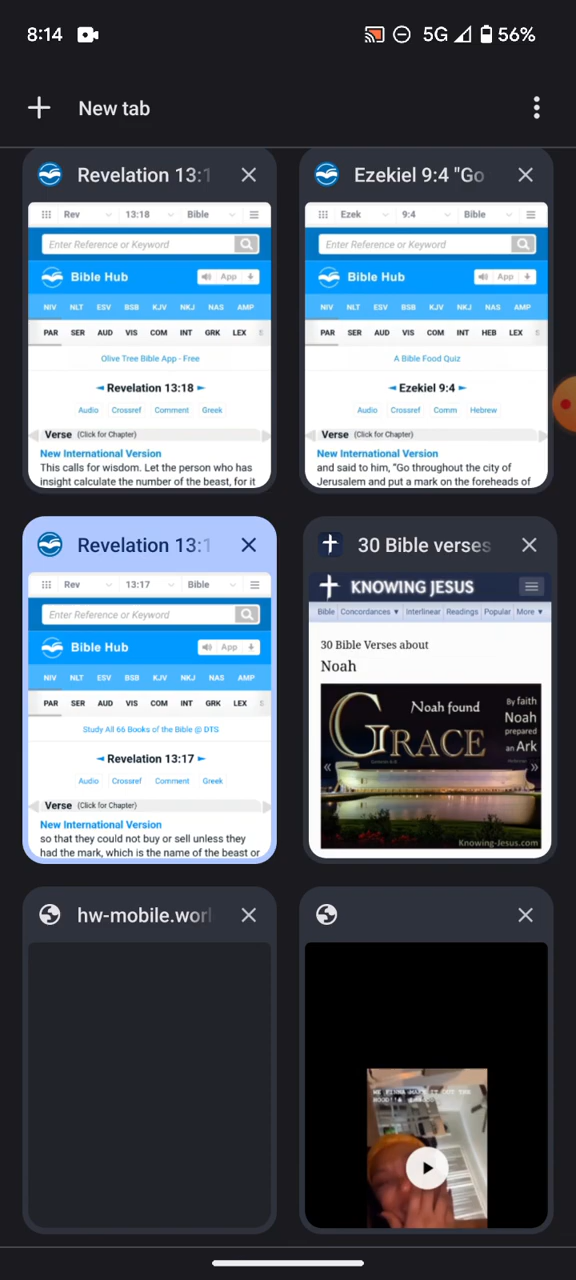 8:14
5G 56%
New tab
Revelation 13:1
Rev 13:18 Bible
Enter Reference or Keyword
Bible Hub App
NIV NLT ESV BSB KJV NKJ NAS AMP
PAR SER AUD VIS COM INT GRK LEX S
Olive Tree Bible App - Free
Revelation 13:18
Audio Crossref Comment Greek
Verse (Click for Chapter)
New International Version
This calls for wisdom. Let the person who has
insight calculate the number of the beast, for it
Ezekiel 9:4 "Go
Ezek 9:4 Bible
Enter Reference or Keyword
Bible Hub App
NIV NLT ESV BSB KJV NKJ NAS AMP
PAR SER AUD VIS COM INT HEB LEX S
A Bible Food Quiz
Ezekiel 9:4
Audio Crossref Comm Hebrew
Verse (Click for Chapter)
New International Version
and said to him, “Go throughout the city of
Jerusalem and put a mark on the foreheads of
Revelation 13:1
Rev 13:17 Bible
Enter Reference or Keyword
Bible Hub App
NIV NLT ESV BSB KJV NKJ NAS AMP
PAR SER AUD VIS COM INT GRK LEX S
Study All 66 Books of the Bible @ DTS
Revelation 13:17
Audio Crossref Comment Greek
Verse (Click for Chapter)
New International Version
so that they could not buy or sell unless they
had the mark, which is the name of the beast or
30 Bible verses
KNOWING JESUS
Bible Concordances ▼ Interlinear Readings Popular More ▼
30 Bible Verses about
Noah
Noah found
GRACE
By faith
Noah
prepared
an Ark
« »
Knowing-Jesus.com
hw-mobile.worl